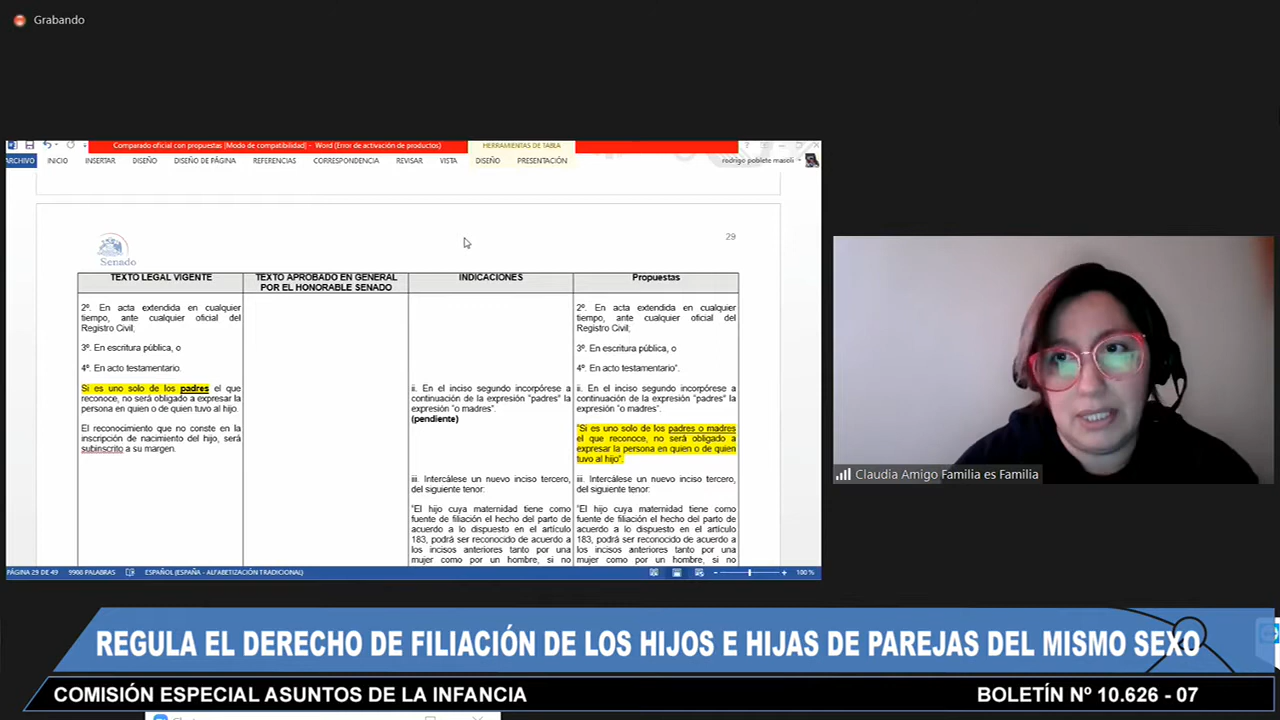 Grabando
Comparado oficial con propuestas [Modo de compatibilidad] - Word (Error de activación de productos)
HERRAMIENTAS DE TABLA
ARCHIVO INICIO INSERTAR DISEÑO DISEÑO DE PÁGINA REFERENCIAS CORRESPONDENCIA REVISAR VISTA DISEÑO PRESENTACIÓN
rodrigo poblete
29
Senado
TEXTO LEGAL VIGENTE
2º. En acta extendida en cualquier
tiempo, ante cualquier oficial del
Registro Civil;
3º. En escritura pública, o
4º. En acto testamentario.
Si es uno solo de los padres el que
reconoce, no será obligado a expresar la
persona en quien o de quien tuvo al hijo.
El reconocimiento que no conste en la
inscripción de nacimiento del hijo, será
subinscrito a su margen.
TEXTO APROBADO EN GENERAL
POR EL HONORABLE SENADO
INDICACIONES
ii. En el inciso segundo incorpórese a
continuación de la expresión "padres" la
expresión "o madres".
(pendiente)
iii. Intercálese un nuevo inciso tercero,
del siguiente tenor:
"El hijo cuya maternidad tiene como
fuente de filiación el hecho del parto de
acuerdo a lo dispuesto en el artículo
183, podrá ser reconocido de acuerdo a
los incisos anteriores tanto por una
mujer como por un hombre, si no
Propuestas
2º. En acta extendida en cualquier
tiempo, ante cualquier oficial del
Registro Civil;
3º. En escritura pública, o
4º. En acto testamentario".
ii. En el inciso segundo incorpórese a
continuación de la expresión "padres" la
expresión "o madres".
"Si es uno solo de los padres o madres
el que reconoce, no será obligado a
expresar la persona en quien o de quien
tuvo al hijo".
iii. Intercálese un nuevo inciso tercero,
del siguiente tenor:
"El hijo cuya maternidad tiene como
fuente de filiación el hecho del parto de
acuerdo a lo dispuesto en el artículo
183, podrá ser reconocido de acuerdo a
los incisos anteriores tanto por una
mujer como por un hombre, si no
PÁGINA 29 DE 49 9966 PALABRAS ESPAÑOL (ESPAÑA - ALFABETIZACIÓN TRADICIONAL) 100 %
Claudia Amigo Familia es Familia
REGULA EL DERECHO DE FILIACIÓN DE LOS HIJOS E HIJAS DE PAREJAS DEL MISMO SEXO
COMISIÓN ESPECIAL ASUNTOS DE LA INFANCIA
BOLETÍN Nº 10.626 - 07